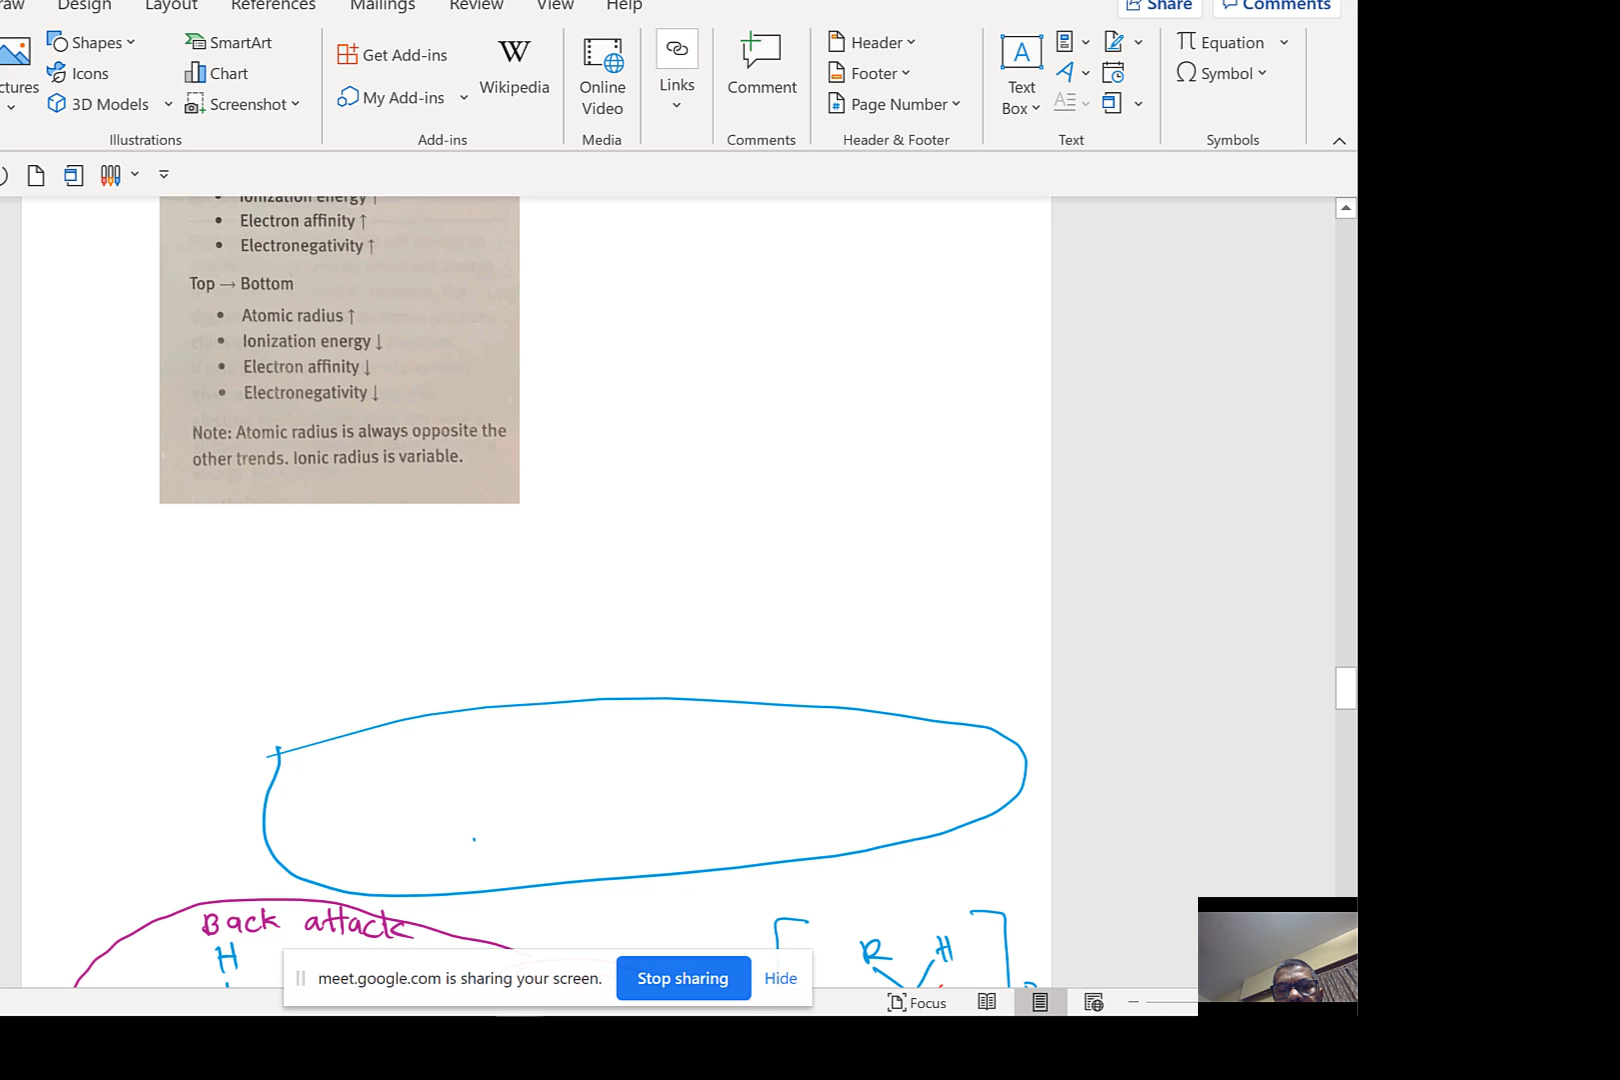 Design Layout References Mailings Review View Help Share Comments
Shapes SmartArt Get Add-ins Header Equation
Icons Chart Footer Symbol
3D Models Screenshot My Add-ins Wikipedia Online Video Links Comment Page Number Text Box
Illustrations Add-ins Media Comments Header & Footer Text Symbols
Ionization energy ↑
• Electron affinity ↑
• Electronegativity ↑
Top → Bottom
• Atomic radius ↑
• Ionization energy ↓
• Electron affinity ↓
• Electronegativity ↓
Note: Atomic radius is always opposite the
other trends. Ionic radius is variable.
Back attack
H
R H
meet.google.com is sharing your screen. Stop sharing Hide
Focus